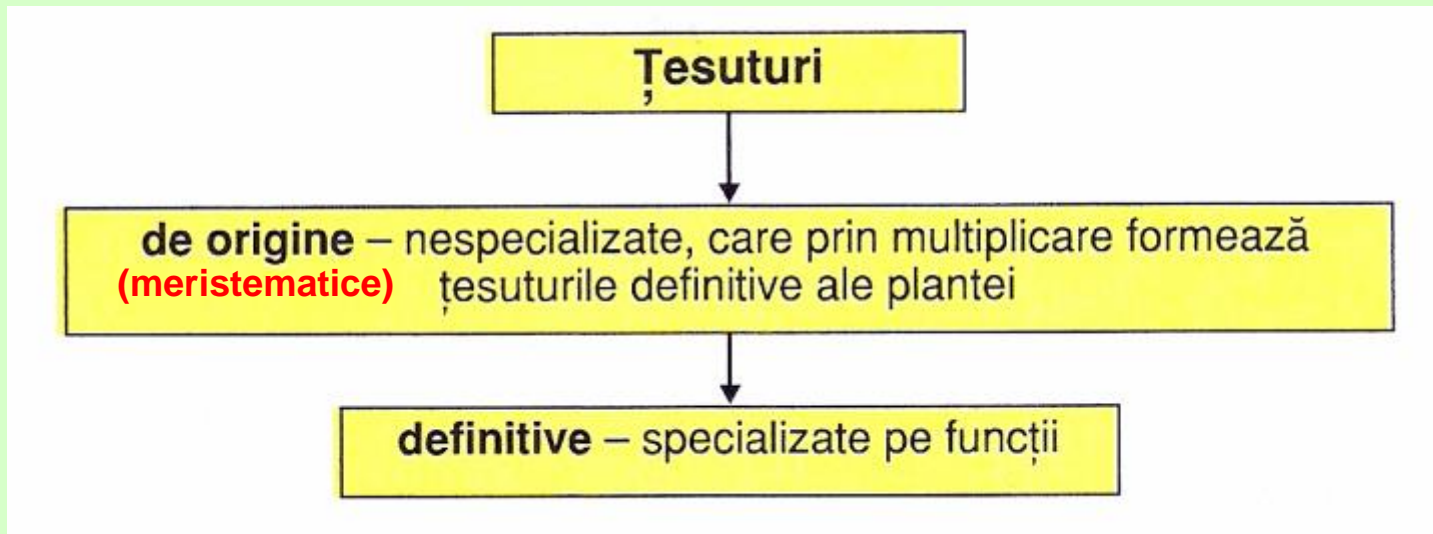 Țesuturi
de origine – nespecializate, care prin multiplicare formează
(meristematice) țesuturile definitive ale plantei
definitive – specializate pe funcții